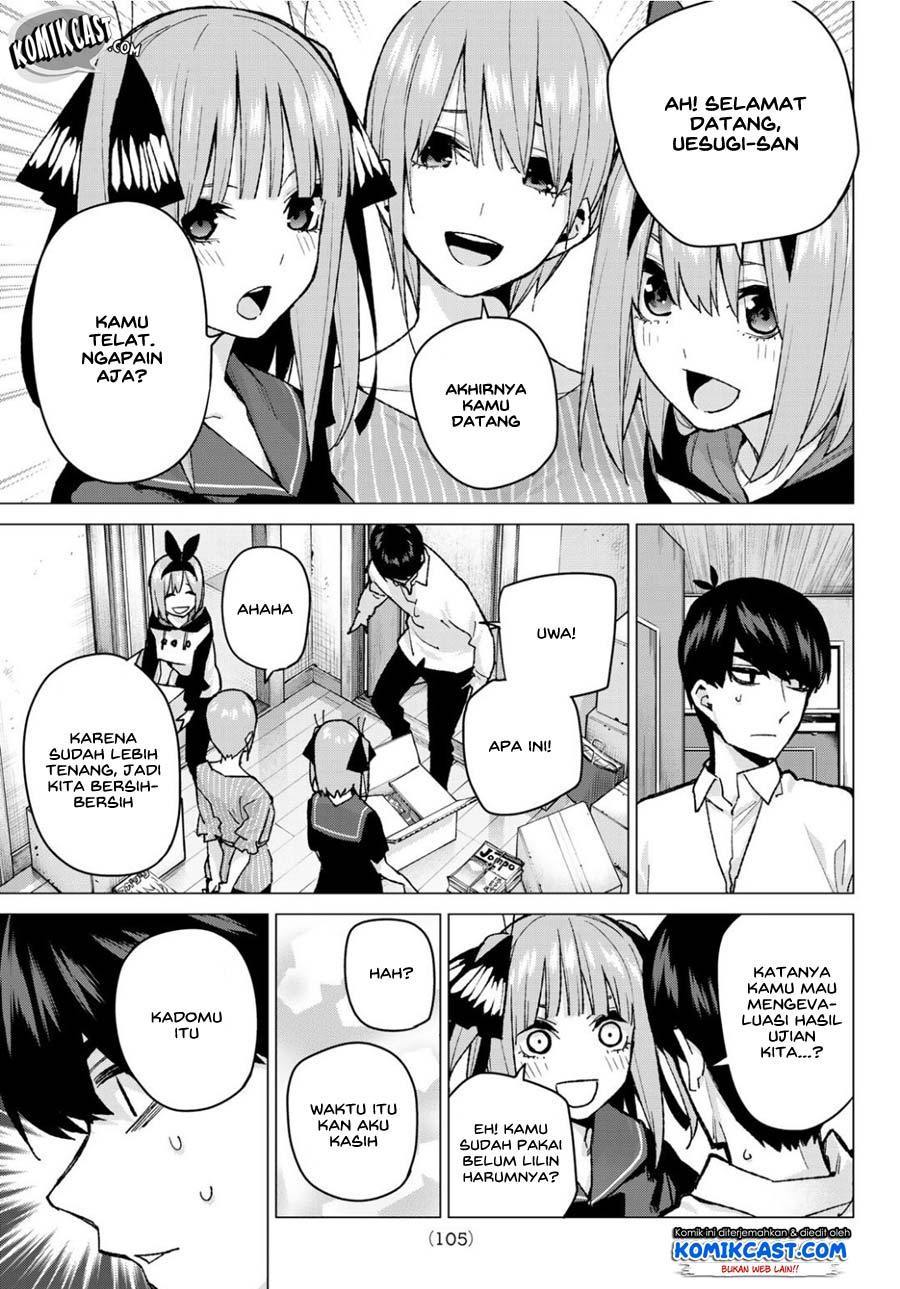 KOMIKCAST
.COM
AH! SELAMAT
DATANG,
UESUGI-SAN
AKHIRNYA
KAMU
DATANG
KAMU
TELAT.
NGAPAIN
AJA?
UWA!
APA INI!
AHAHA
KARENA
SUDAH LEBIH
TENANG, JADI
KITA BERSIH-
BERSIH
Jompo
KATANYA
KAMU MAU
MENGEVA-
LUASI HASIL
UJIAN
KITA...?
EH! KAMU
SUDAH PAKAI
BELUM LILIN
HARUMNYA?
HAH?
WAKTU ITU
KAN AKU
KASIH
KADOMU
ITU
(105)
Komik ini diterjemahkan & diedit oleh
KOMIKCAST.COM
BUKAN WEB LAIN!!